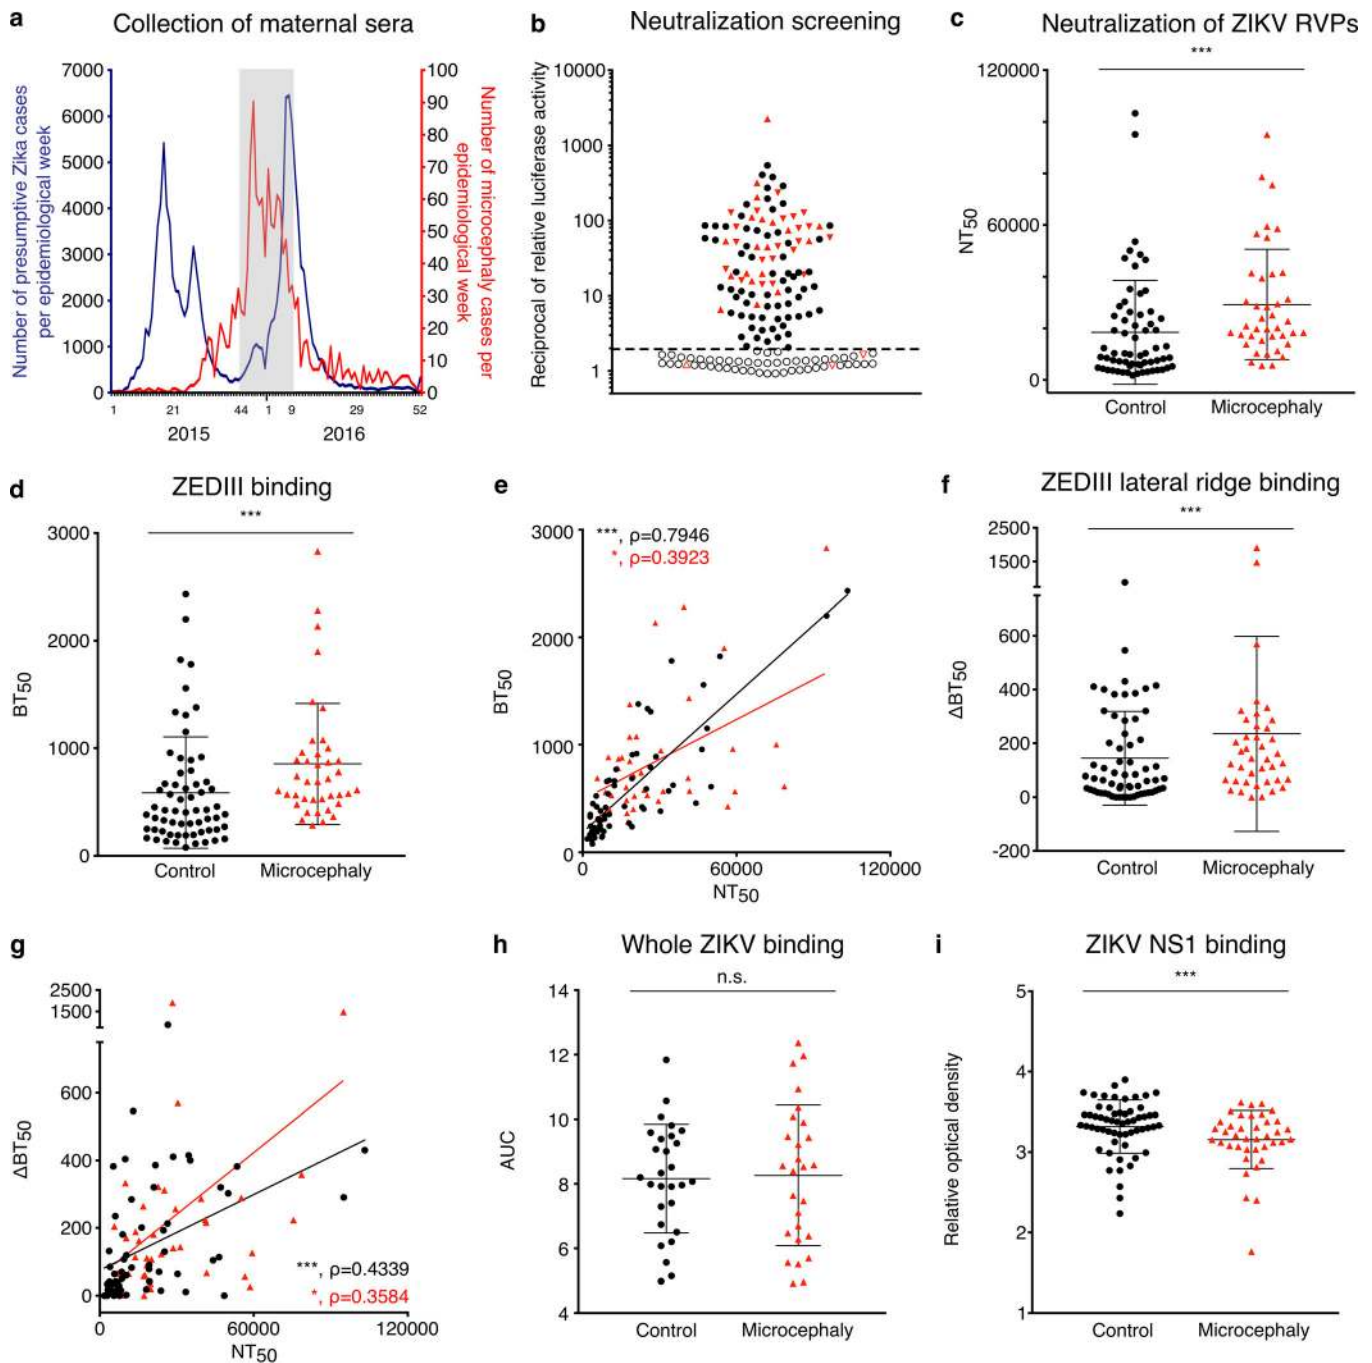 a Collection of maternal sera
Number of presumptive Zika cases
per epidemiological week
7000
6000
5000
4000
3000
2000
1000
0
100
90
80
70
60
50
40
30
20
10
0
Number of microcephaly cases per
epidemiological week
1 21 44 1 9 29 52
2015 2016
b Neutralization screening
Reciprocal of relative luciferase activity
10000
1000
100
10
1
c Neutralization of ZIKV RVPs
***
NT50
120000
60000
0
Control Microcephaly
d ZEDIII binding
***
BT50
3000
2000
1000
0
Control Microcephaly
e
BT50
3000
2000
1000
0
***, ρ=0.7946
*, ρ=0.3923
0 60000 120000
NT50
f ZEDIII lateral ridge binding
***
ΔBT50
2500
1500
600
400
200
0
-200
Control Microcephaly
g
ΔBT50
2500
1500
600
400
200
0
***, ρ=0.4339
*, ρ=0.3584
0 60000 120000
NT50
h Whole ZIKV binding
n.s.
AUC
14
12
10
8
6
4
Control Microcephaly
i ZIKV NS1 binding
***
Relative optical density
5
4
3
2
1
Control Microcephaly